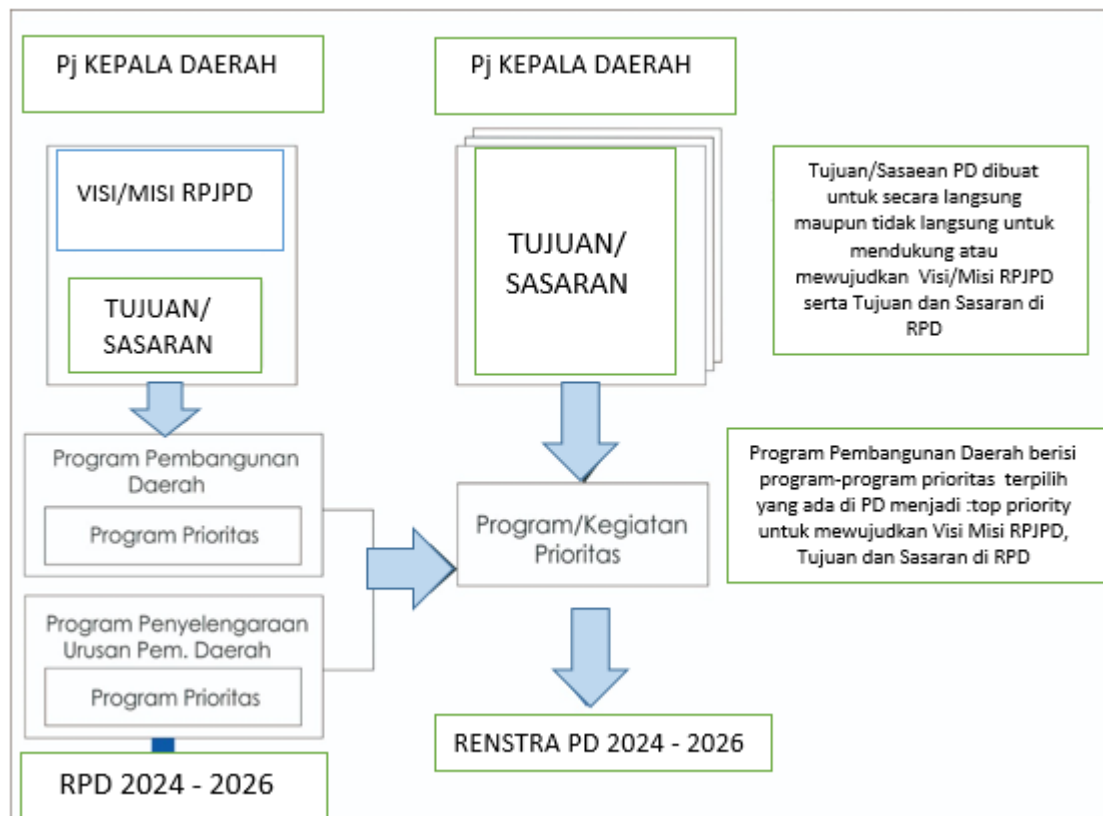 Pj KEPALA DAERAH
VISI/MISI RPJPD
TUJUAN/
SASARAN
Program Pembangunan
Daerah
Program Prioritas
Program Penyelengaraan
Urusan Pem. Daerah
Program Prioritas
RPD 2024 - 2026
Pj KEPALA DAERAH
TUJUAN/
SASARAN
Program/Kegiatan
Prioritas
RENSTRA PD 2024 - 2026
Tujuan/Sasaean PD dibuat
untuk secara langsung
maupun tidak langsung untuk
mendukung atau
mewujudkan Visi/Misi RPJPD
serta Tujuan dan Sasaran di
RPD
Program Pembangunan Daerah berisi
program-program prioritas terpilih
yang ada di PD menjadi :top priority
untuk mewujudkan Visi Misi RPJPD,
Tujuan dan Sasaran di RPD